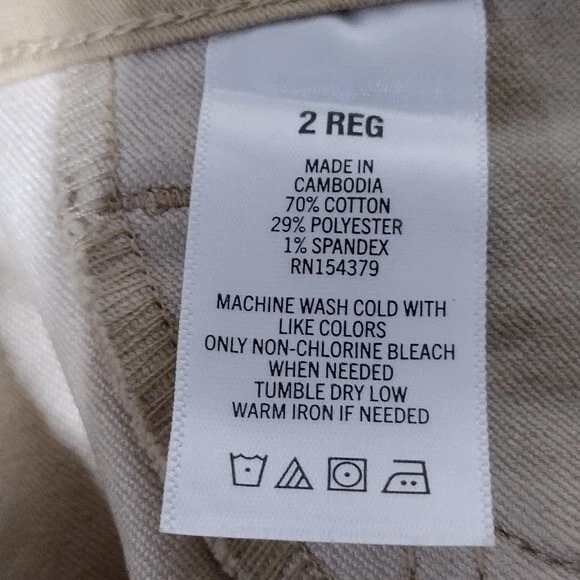 2 REG
MADE IN
CAMBODIA
70% COTTON
29% POLYESTER
1% SPANDEX
RN154379
MACHINE WASH COLD WITH
LIKE COLORS
ONLY NON-CHLORINE BLEACH
WHEN NEEDED
TUMBLE DRY LOW
WARM IRON IF NEEDED